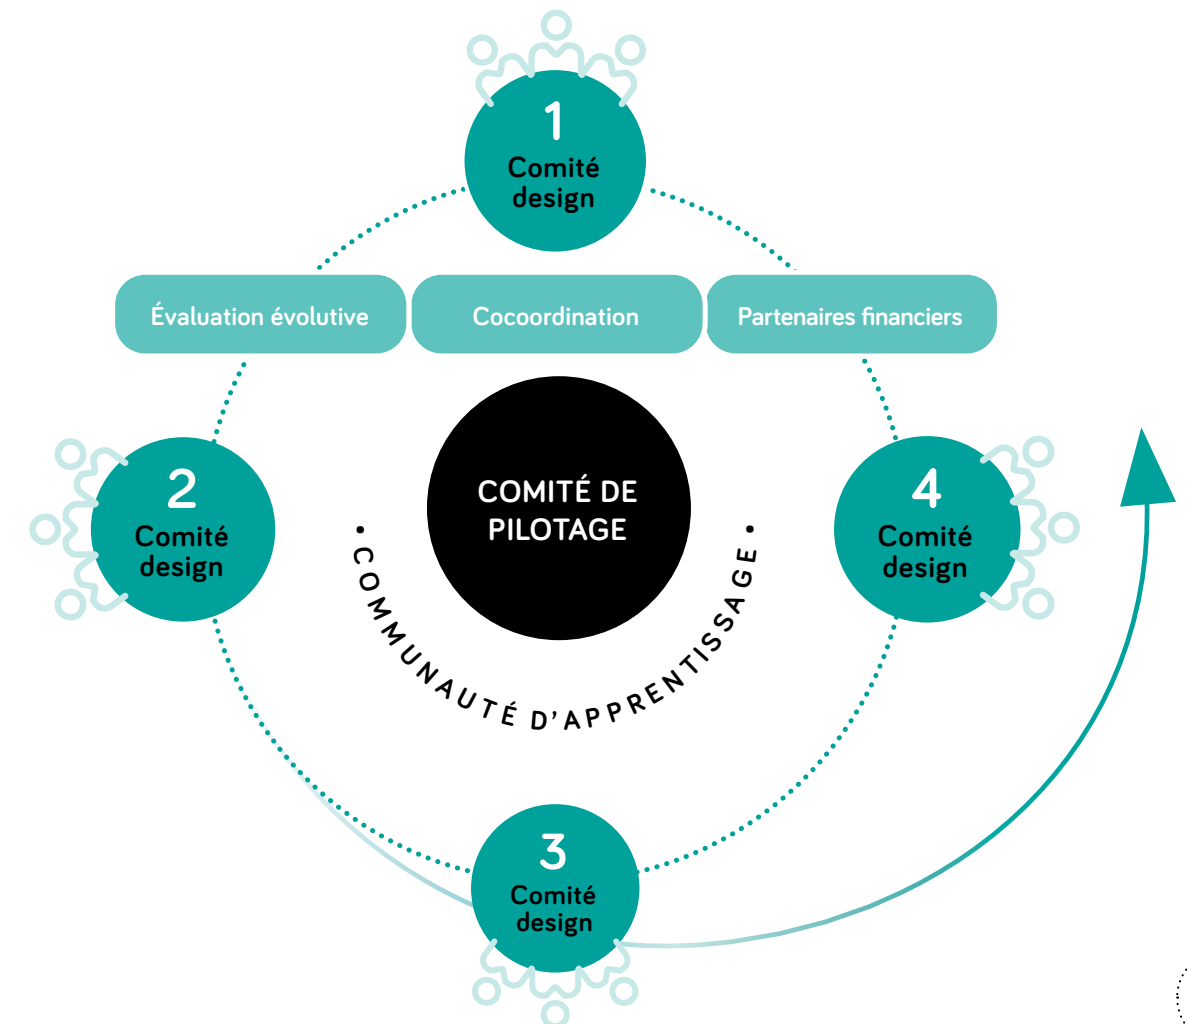 1
Comité
design
Évaluation évolutive
Cocoordination
Partenaires financiers
2
Comité
design
COMITÉ DE
PILOTAGE
4
Comité
design
• COMMUNAUTÉ D’APPRENTISSAGE •
3
Comité
design